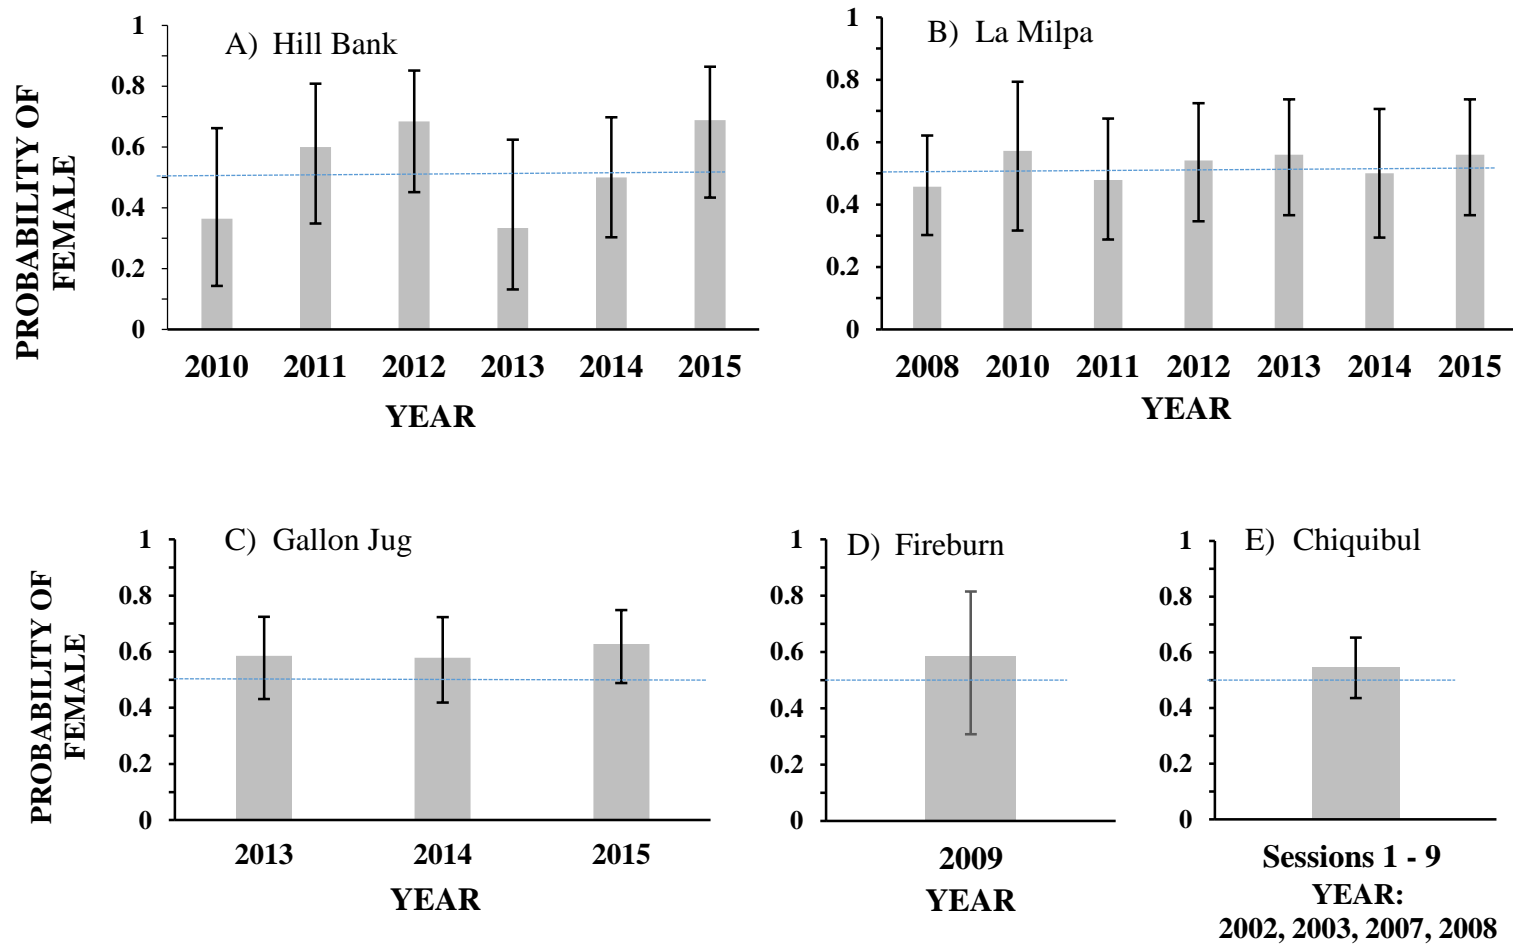 A) Hill Bank
PROBABILITY OF
FEMALE
1
0.8
0.6
0.4
0.2
0
2010 2011 2012 2013 2014 2015
YEAR
B) La Milpa
1
0.8
0.6
0.4
0.2
0
2008 2010 2011 2012 2013 2014 2015
YEAR
C) Gallon Jug
PROBABILITY OF
FEMALE
1
0.8
0.6
0.4
0.2
0
2013 2014 2015
YEAR
D) Fireburn
1
0.8
0.6
0.4
0.2
0
2009
YEAR
E) Chiquibul
1
0.8
0.6
0.4
0.2
0
Sessions 1 - 9
YEAR:
2002, 2003, 2007, 2008